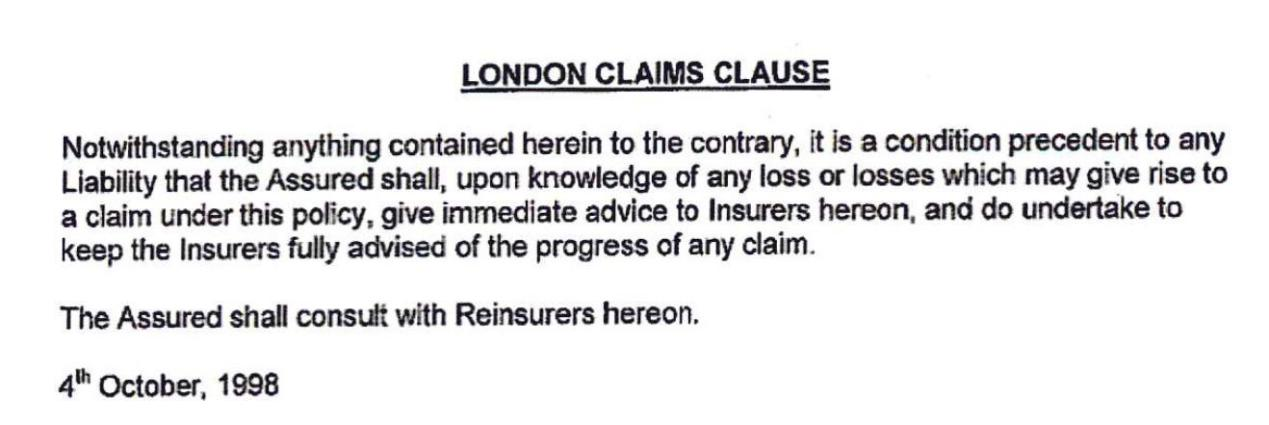 LONDON CLAIMS CLAUSE
Notwithstanding anything contained herein to the contrary, it is a condition precedent to any
Liability that the Assured shall, upon knowledge of any loss or losses which may give rise to
a claim under this policy, give immediate advice to Insurers hereon, and do undertake to
keep the Insurers fully advised of the progress of any claim.
The Assured shall consult with Reinsurers hereon.
4th October, 1998